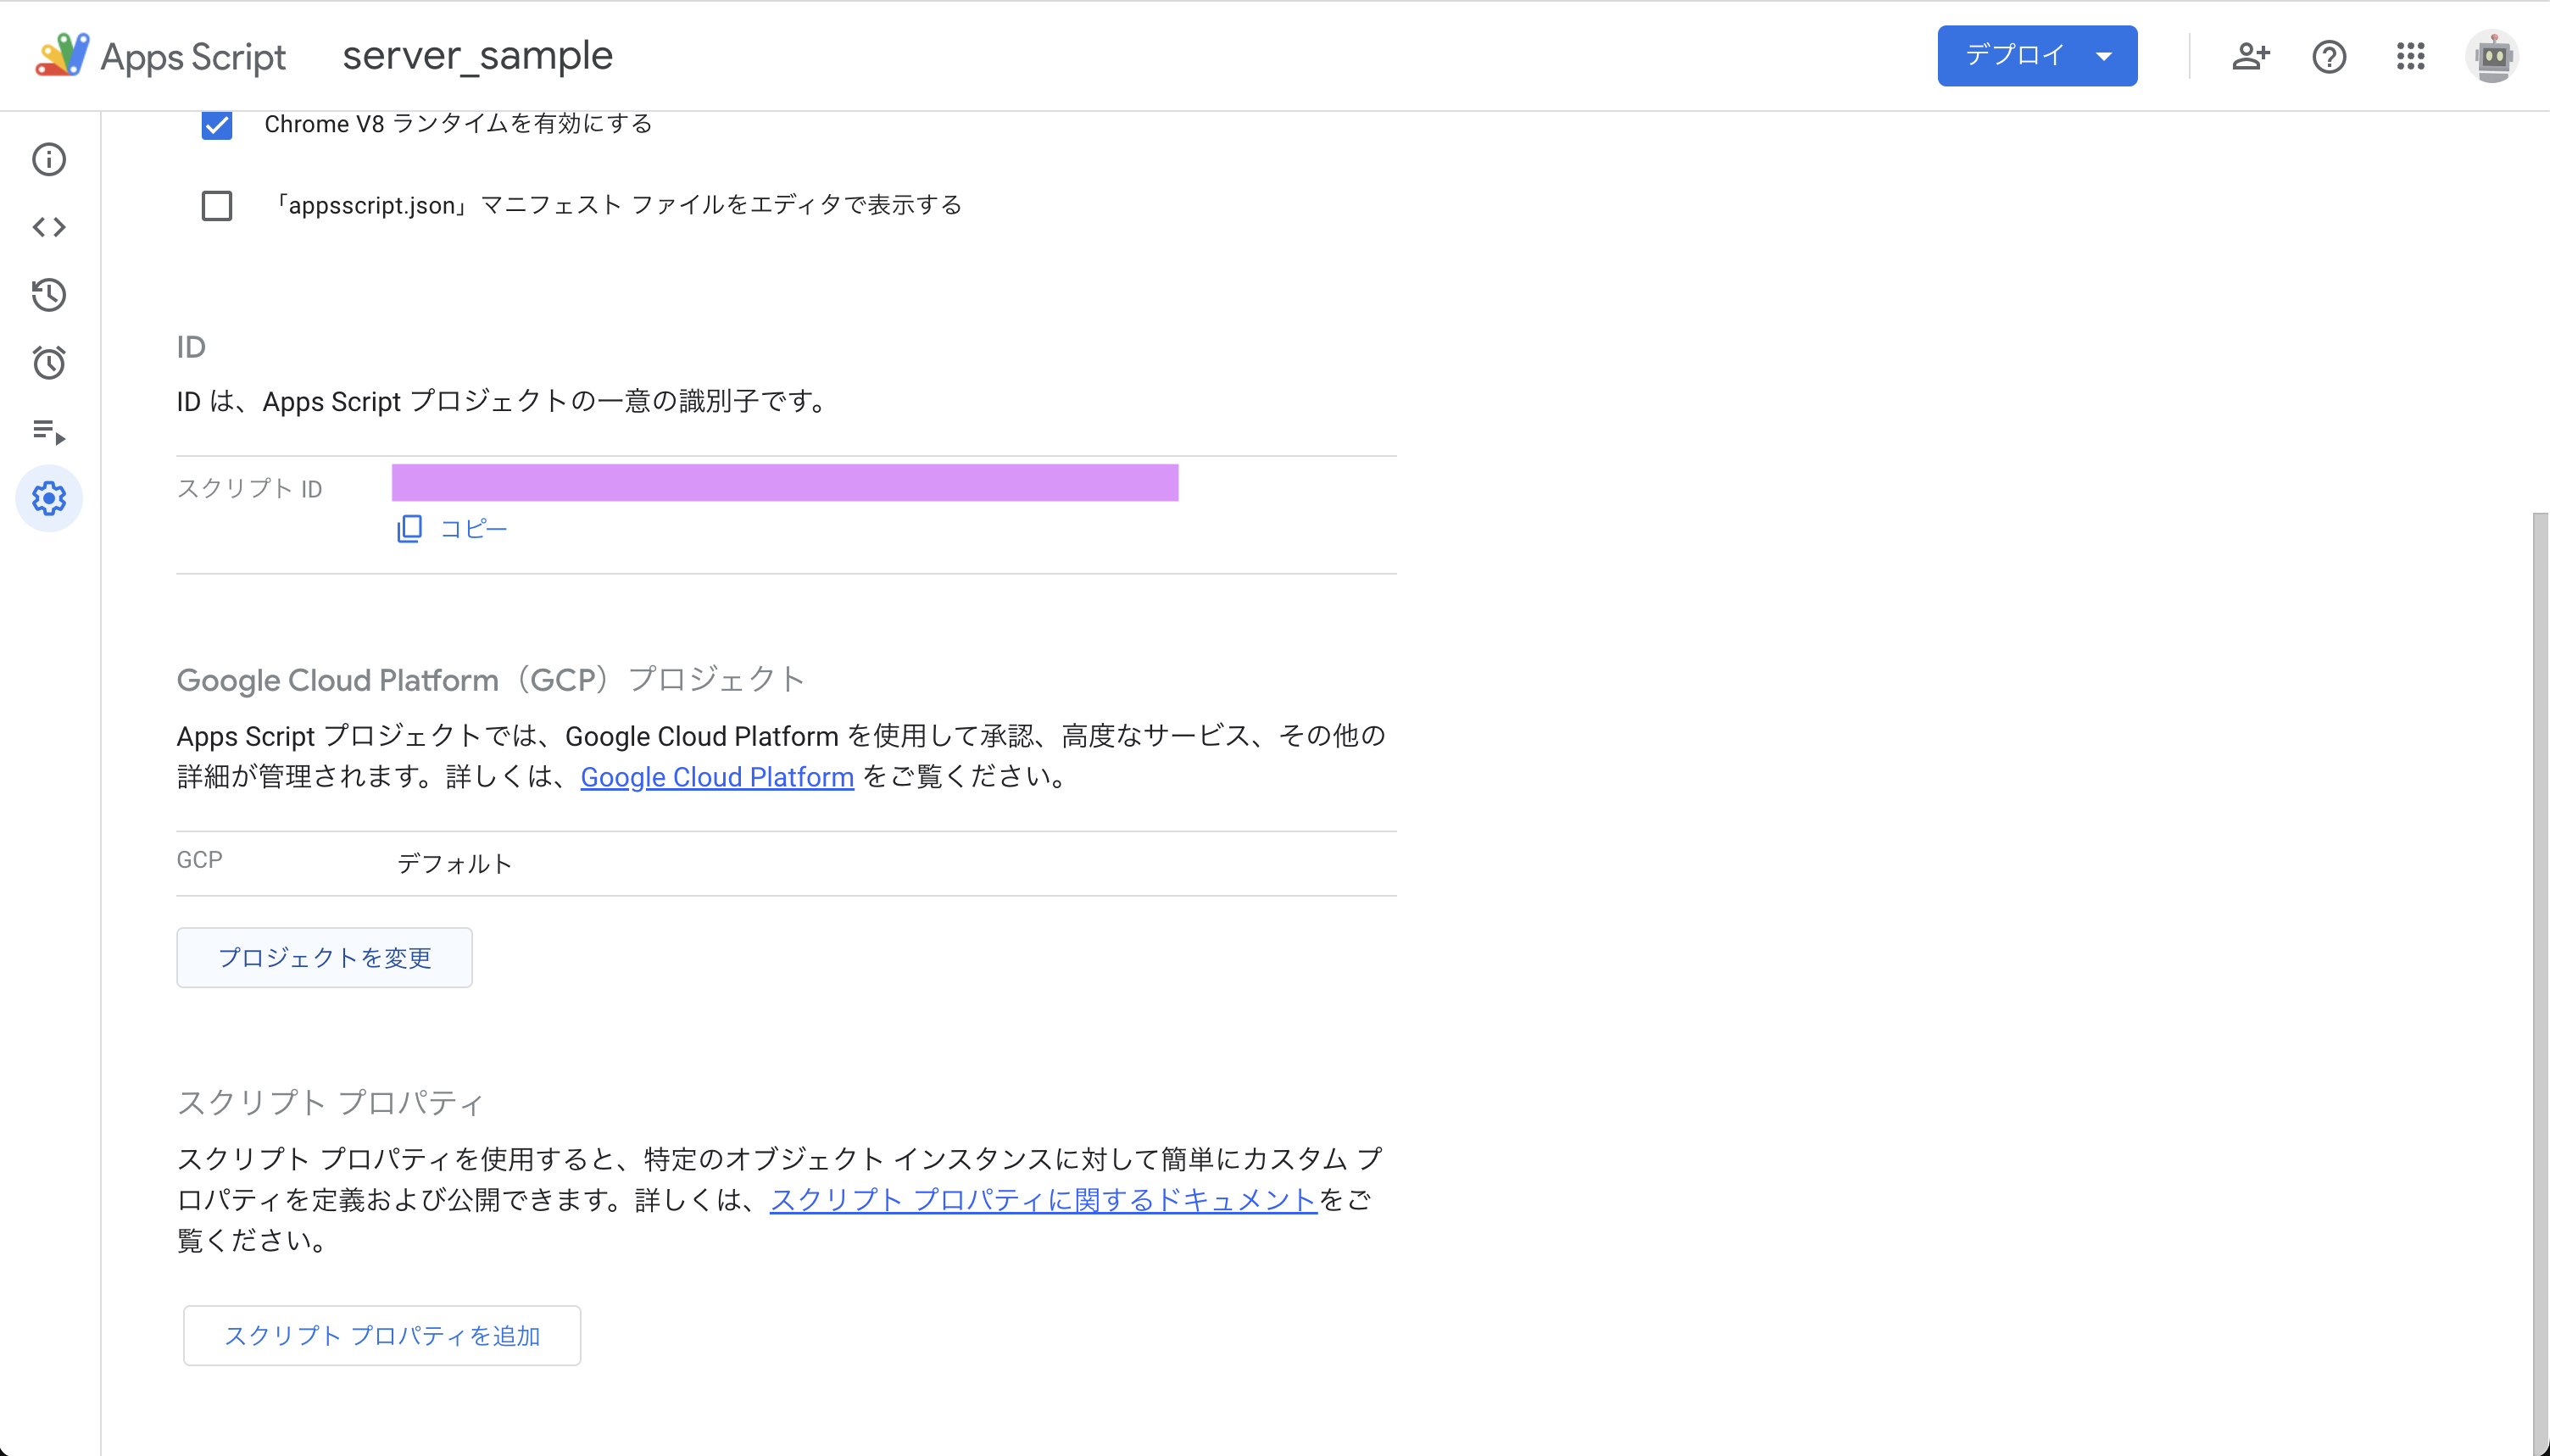 Apps Script server_sample デプロイ
Chrome V8 ランタイムを有効にする
「appsscript.json」マニフェスト ファイルをエディタで表示する
ID
ID は、Apps Script プロジェクトの一意の識別子です。
スクリプト ID
コピー
Google Cloud Platform（GCP）プロジェクト
Apps Script プロジェクトでは、Google Cloud Platform を使用して承認、高度なサービス、その他の
詳細が管理されます。詳しくは、Google Cloud Platform をご覧ください。
GCP デフォルト
プロジェクトを変更
スクリプト プロパティ
スクリプト プロパティを使用すると、特定のオブジェクト インスタンスに対して簡単にカスタム プ
ロパティを定義および公開できます。詳しくは、スクリプト プロパティに関するドキュメントをご
覧ください。
スクリプト プロパティを追加